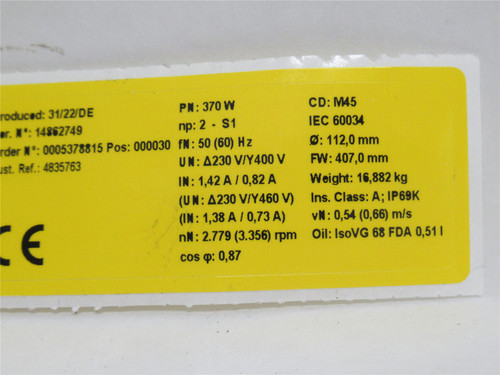 roduced: 31/22/DE
er. N°: 14862749
rder N°: 0005378815 Pos: 000030
ust. Ref.: 4835763
CE
PN: 370 W
np: 2 - S1
fN: 50 (60) Hz
UN: Δ230 V/Y400 V
IN: 1,42 A / 0,82 A
(UN: Δ230 V/Y460 V)
(IN: 1,38 A / 0,73 A)
nN: 2.779 (3.356) rpm
cos φ: 0,87
CD: M45
IEC 60034
Ø: 112,0 mm
FW: 407,0 mm
Weight: 16,882 kg
Ins. Class: A; IP69K
vN: 0,54 (0,66) m/s
Oil: IsoVG 68 FDA 0,51 l